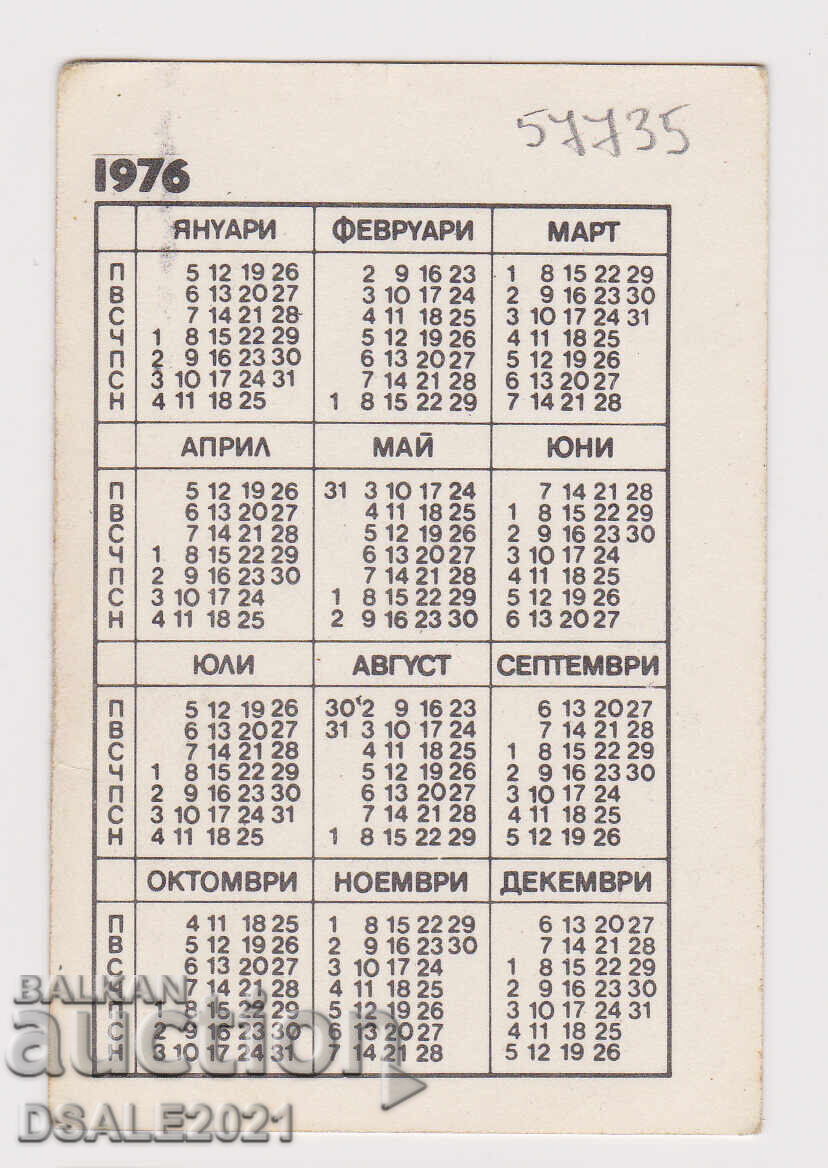 57735
1976
ЯНУАРИ ФЕВРУАРИ МАРТ
П 5 12 19 26 2 9 16 23 1 8 15 22 29
В 6 13 20 27 3 10 17 24 2 9 16 23 30
С 7 14 21 28 4 11 18 25 3 10 17 24 31
Ч 1 8 15 22 29 5 12 19 26 4 11 18 25
П 2 9 16 23 30 6 13 20 27 5 12 19 26
С 3 10 17 24 31 7 14 21 28 6 13 20 27
Н 4 11 18 25 1 8 15 22 29 7 14 21 28
АПРИЛ МАЙ ЮНИ
П 5 12 19 26 31 3 10 17 24 7 14 21 28
В 6 13 20 27 4 11 18 25 1 8 15 22 29
С 7 14 21 28 5 12 19 26 2 9 16 23 30
Ч 1 8 15 22 29 6 13 20 27 3 10 17 24
П 2 9 16 23 30 7 14 21 28 4 11 18 25
С 3 10 17 24 1 8 15 22 29 5 12 19 26
Н 4 11 18 25 2 9 16 23 30 6 13 20 27
ЮЛИ АВГУСТ СЕПТЕМВРИ
П 5 12 19 26 30 2 9 16 23 6 13 20 27
В 6 13 20 27 31 3 10 17 24 7 14 21 28
С 7 14 21 28 4 11 18 25 1 8 15 22 29
Ч 1 8 15 22 29 5 12 19 26 2 9 16 23 30
П 2 9 16 23 30 6 13 20 27 3 10 17 24
С 3 10 17 24 31 7 14 21 28 4 11 18 25
Н 4 11 18 25 1 8 15 22 29 5 12 19 26
ОКТОМВРИ НОЕМВРИ ДЕКЕМВРИ
П 4 11 18 25 1 8 15 22 29 6 13 20 27
В 5 12 19 26 2 9 16 23 30 7 14 21 28
С 6 13 20 27 3 10 17 24 1 8 15 22 29
Ч 7 14 21 28 4 11 18 25 2 9 16 23 30
П 1 8 15 22 29 5 12 19 26 3 10 17 24 31
С 2 9 16 23 30 6 13 20 27 4 11 18 25
Н 3 10 17 24 31 7 14 21 28 5 12 19 26
BALKAN
auction
DSALE2021